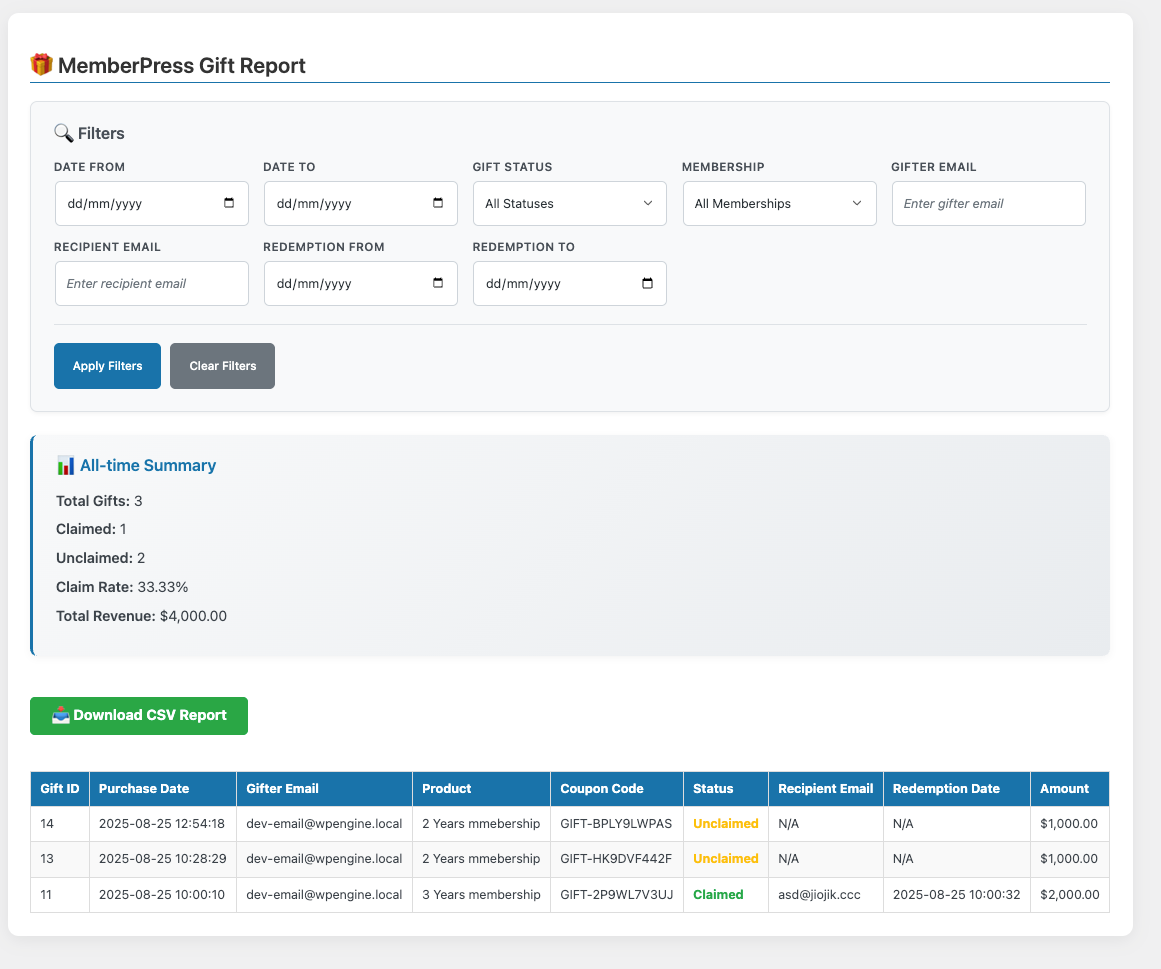 🎁 MemberPress Gift Report
🔍 Filters
DATE FROM DATE TO GIFT STATUS MEMBERSHIP GIFTER EMAIL
dd/mm/yyyy dd/mm/yyyy All Statuses All Memberships Enter gifter email
RECIPIENT EMAIL REDEMPTION FROM REDEMPTION TO
Enter recipient email dd/mm/yyyy dd/mm/yyyy
Apply Filters Clear Filters
📊 All-time Summary
Total Gifts: 3
Claimed: 1
Unclaimed: 2
Claim Rate: 33.33%
Total Revenue: $4,000.00
📥 Download CSV Report
Gift ID Purchase Date Gifter Email Product Coupon Code Status Recipient Email Redemption Date Amount
14 2025-08-25 12:54:18 dev-email@wpengine.local 2 Years mmebership GIFT-BPLY9LWPAS Unclaimed N/A N/A $1,000.00
13 2025-08-25 10:28:29 dev-email@wpengine.local 2 Years mmebership GIFT-HK9DVF442F Unclaimed N/A N/A $1,000.00
11 2025-08-25 10:00:10 dev-email@wpengine.local 3 Years membership GIFT-2P9WL7V3UJ Claimed asd@jiojik.ccc 2025-08-25 10:00:32 $2,000.00